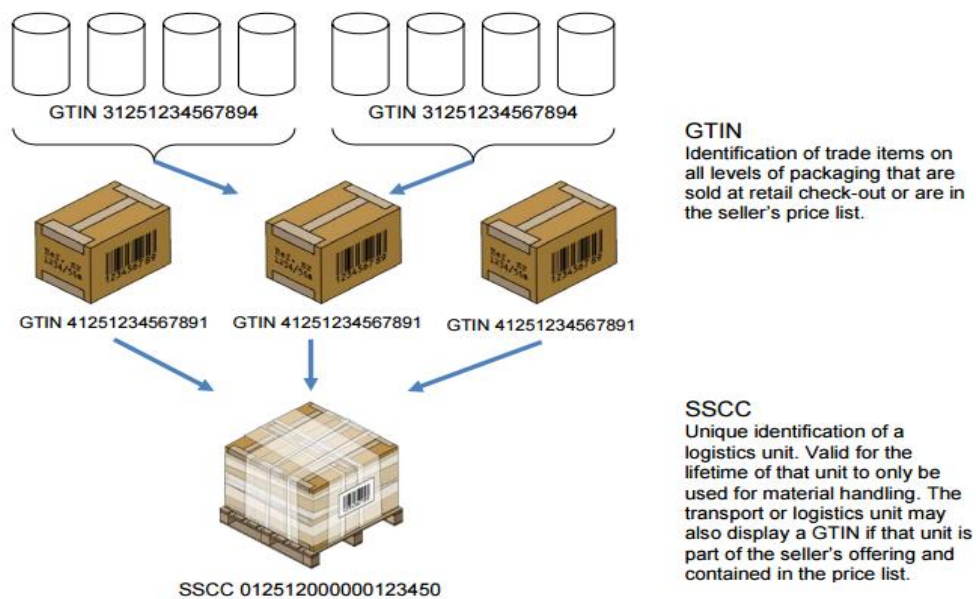 GTIN 31251234567894
GTIN 31251234567894
GTIN
Identification of trade items on
all levels of packaging that are
sold at retail check-out or are in
the seller's price list.
GTIN 41251234567891
GTIN 41251234567891
GTIN 41251234567891
SSCC
Unique identification of a
logistics unit. Valid for the
lifetime of that unit to only be
used for material handling. The
transport or logistics unit may
also display a GTIN if that unit is
part of the seller's offering and
contained in the price list.
SSCC 012512000000123450